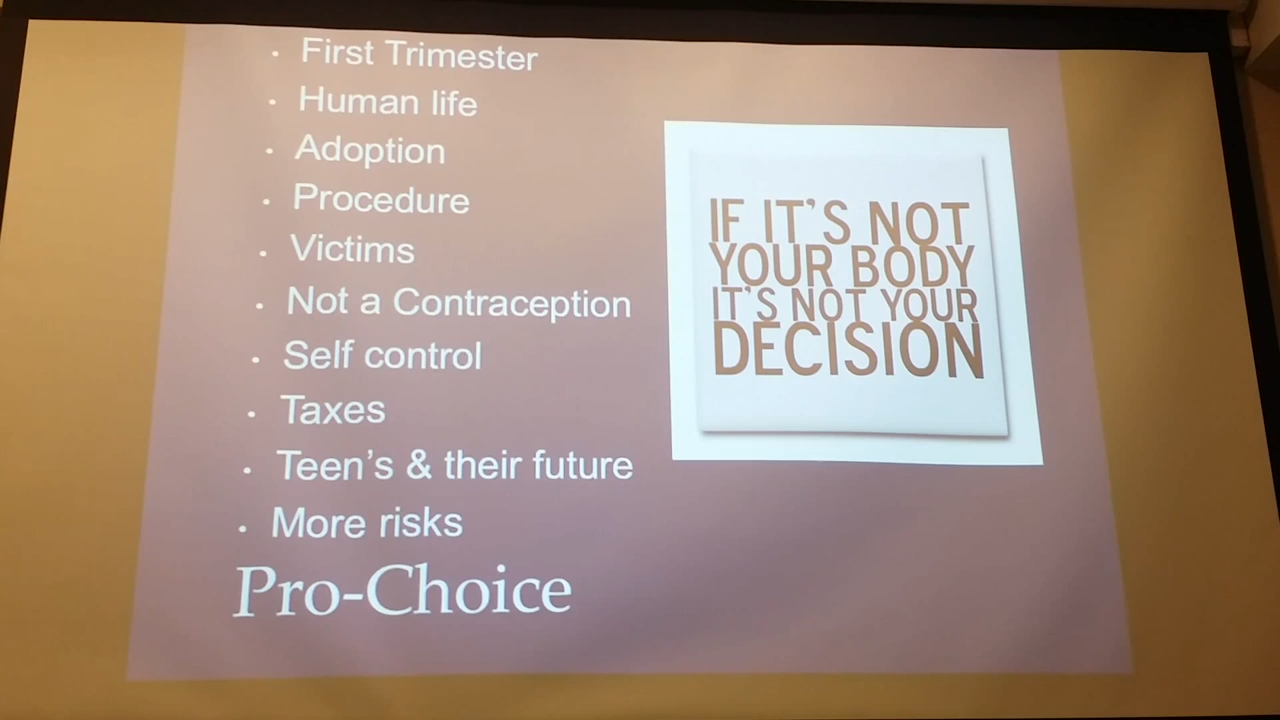 First Trimester
Human life
Adoption
Procedure
Victims
Not a Contraception
Self control
Taxes
Teen's & their future
More risks
Pro-Choice
IF IT'S NOT
YOUR BODY
IT'S NOT YOUR
DECISION